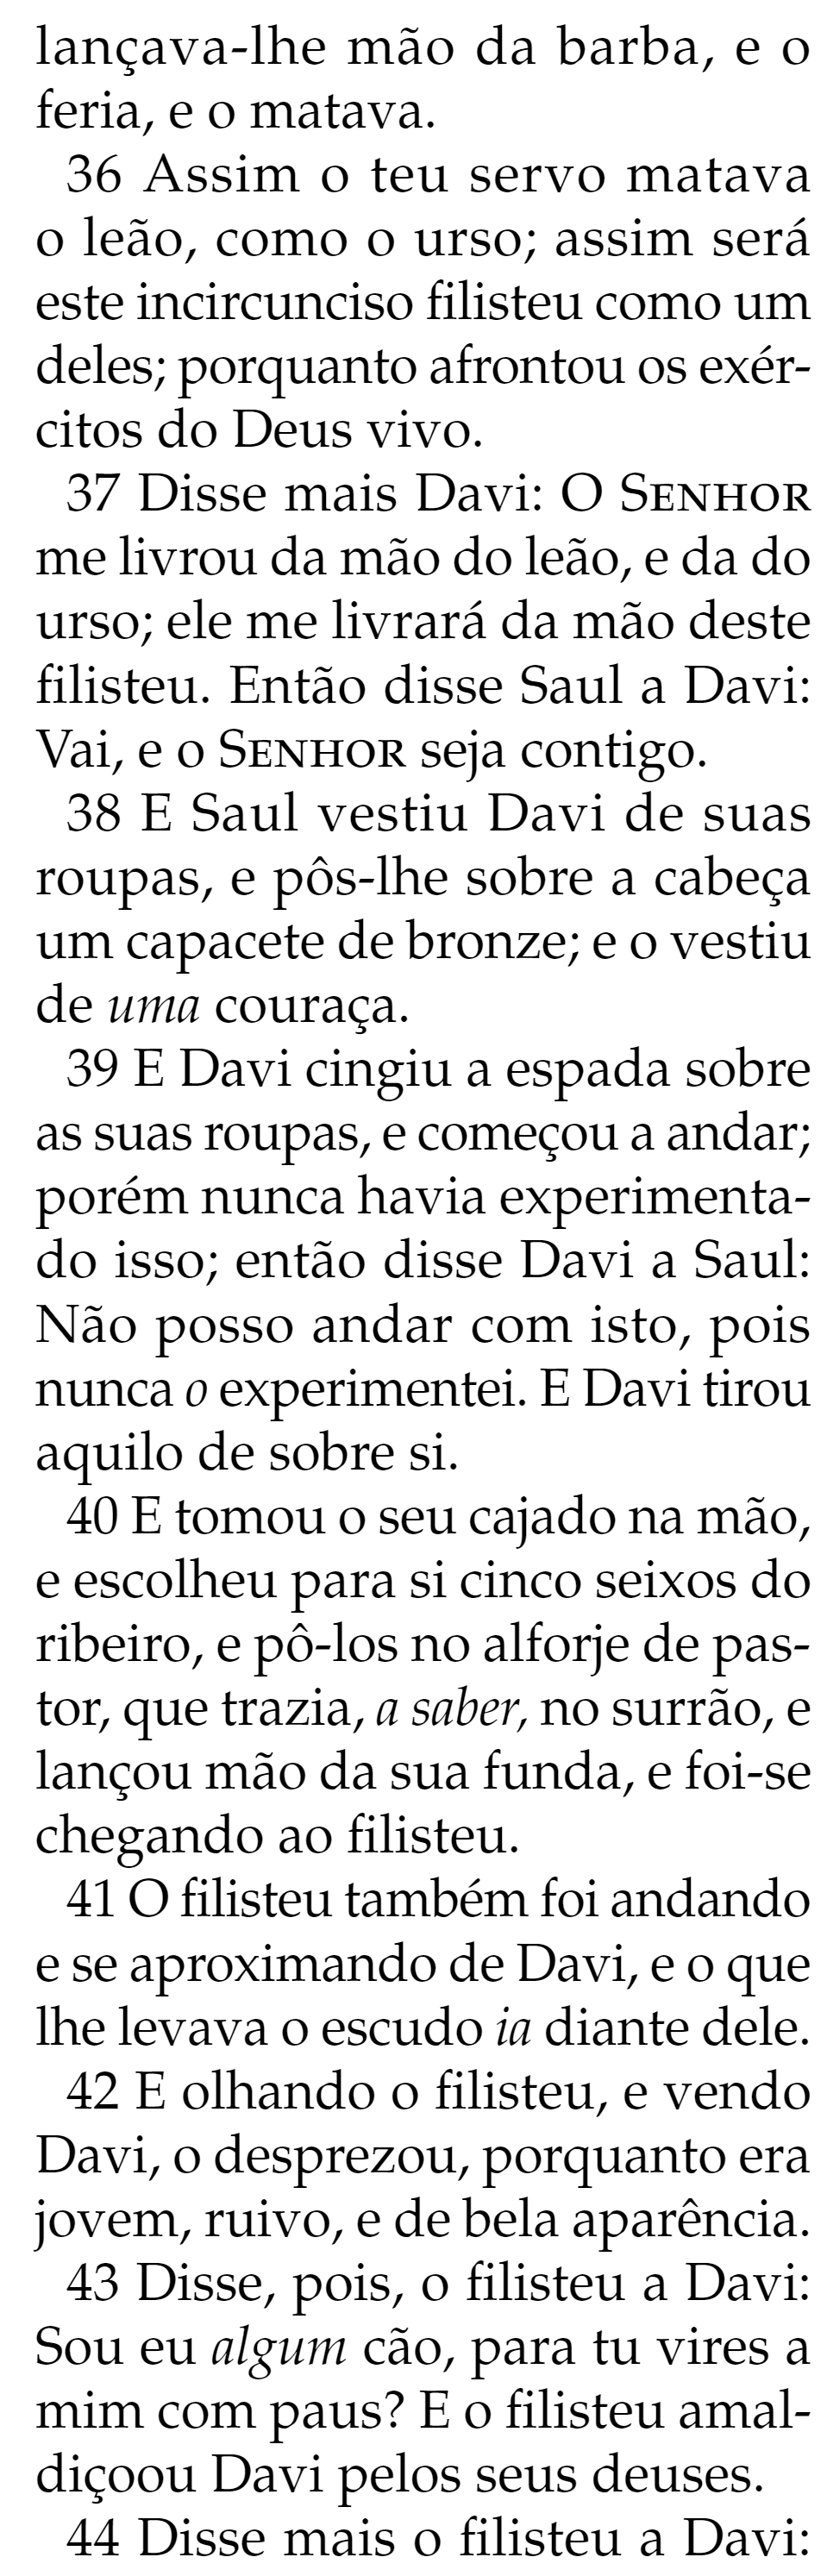 lançava-lhe mão da barba, e o
feria, e o matava.
36 Assim o teu servo matava
o leão, como o urso; assim será
este incircunciso filisteu como um
deles; porquanto afrontou os exér-
citos do Deus vivo.
37 Disse mais Davi: O SENHOR
me livrou da mão do leão, e da do
urso; ele me livrará da mão deste
filisteu. Então disse Saul a Davi:
Vai, e o SENHOR seja contigo.
38 E Saul vestiu Davi de suas
roupas, e pôs-lhe sobre a cabeça
um capacete de bronze; e o vestiu
de uma couraça.
39 E Davi cingiu a espada sobre
as suas roupas, e começou a andar;
porém nunca havia experimenta-
do isso; então disse Davi a Saul:
Não posso andar com isto, pois
nunca o experimentei. E Davi tirou
aquilo de sobre si.
40 E tomou o seu cajado na mão,
e escolheu para si cinco seixos do
ribeiro, e pô-los no alforje de pas-
tor, que trazia, a saber, no surrão, e
lançou mão da sua funda, e foi-se
chegando ao filisteu.
41 O filisteu também foi andando
e se aproximando de Davi, e o que
lhe levava o escudo ia diante dele.
42 E olhando o filisteu, e vendo
Davi, o desprezou, porquanto era
jovem, ruivo, e de bela aparência.
43 Disse, pois, o filisteu a Davi:
Sou eu algum cão, para tu vires a
mim com paus? E o filisteu amal-
diçoou Davi pelos seus deuses.
44 Disse mais o filisteu a Davi: